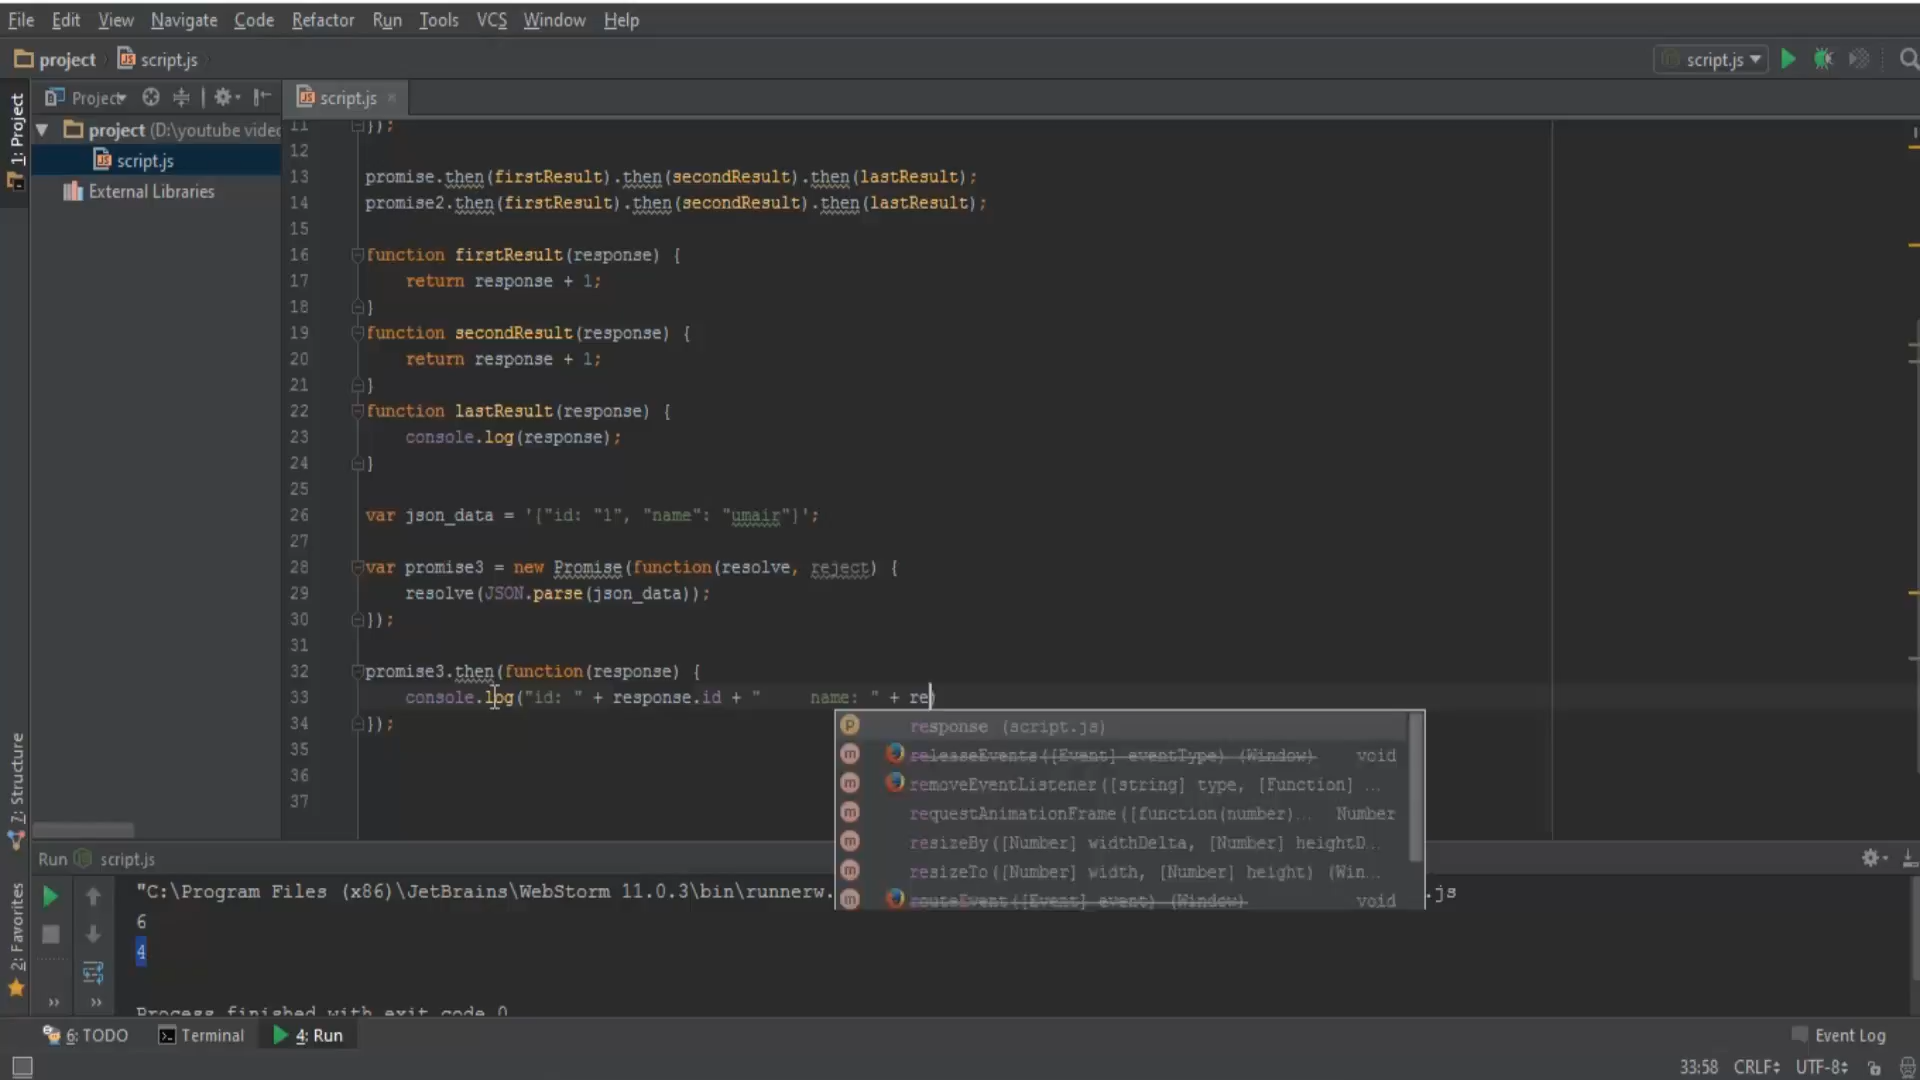 File Edit View Navigate Code Refactor Run Tools VCS Window Help
project script.js script.js
1: Project Project script.js
project (D:\youtube video
script.js
External Libraries
11 });
12
13 promise.then(firstResult).then(secondResult).then(lastResult);
14 promise2.then(firstResult).then(secondResult).then(lastResult);
15
16 function firstResult(response) {
17 return response + 1;
18 }
19 function secondResult(response) {
20 return response + 1;
21 }
22 function lastResult(response) {
23 console.log(response);
24 }
25
26 var json_data = '{"id: "1", "name": "umair"}';
27
28 var promise3 = new Promise(function(resolve, reject) {
29 resolve(JSON.parse(json_data));
30 });
31
32 promise3.then(function(response) {
33 console.log("id: " + response.id + "     name: " + re)
34 });
35
36
37
response (script.js)
releaseEvents([Event] eventType) (Window) void
removeEventListener([string] type, [Function] ...
requestAnimationFrame([function(number)... Number
resizeBy([Number] widthDelta, [Number] heightD...
resizeTo([Number] width, [Number] height) (Win...
routeEvent([Event] event) (Window) void
7: Structure
2: Favorites
Run script.js
"C:\Program Files (x86)\JetBrains\WebStorm 11.0.3\bin\runnerw. .js
6
4
Process finished with exit code 0
6: TODO Terminal 4: Run Event Log
33:58 CRLF UTF-8